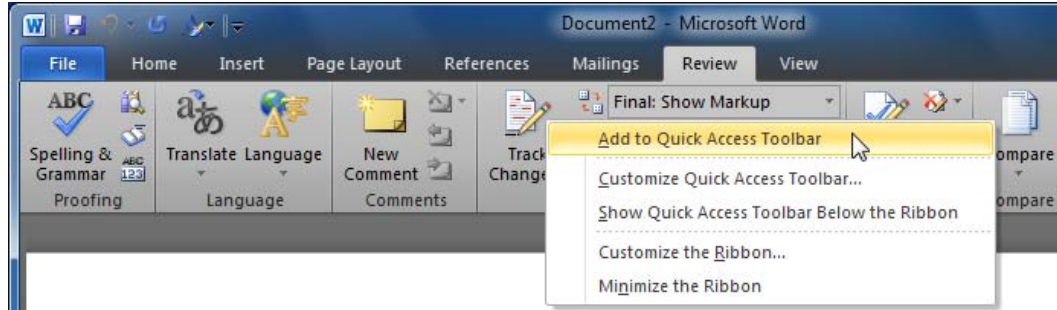 W
Document2 - Microsoft Word
File Home Insert Page Layout References Mailings Review View
ABC
Final: Show Markup
Add to Quick Access Toolbar
Spelling & Grammar
ABC
123
Translate Language
New Comment
Track
Change
ompare
Customize Quick Access Toolbar...
Show Quick Access Toolbar Below the Ribbon
Proofing Language Comments ompare
Customize the Ribbon...
Minimize the Ribbon